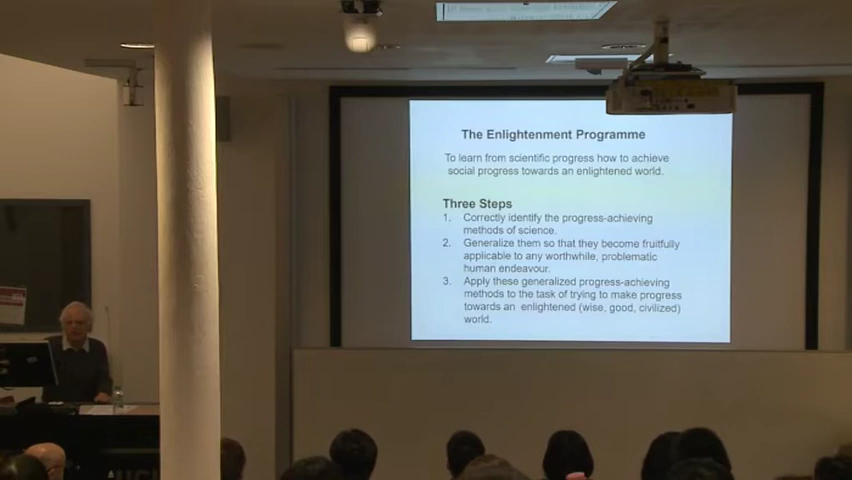 The Enlightenment Programme
To learn from scientific progress how to achieve
social progress towards an enlightened world.
Three Steps
1. Correctly identify the progress-achieving
methods of science.
2. Generalize them so that they become fruitfully
applicable to any worthwhile, problematic
human endeavour.
3. Apply these generalized progress-achieving
methods to the task of trying to make progress
towards an enlightened (wise, good, civilized)
world.